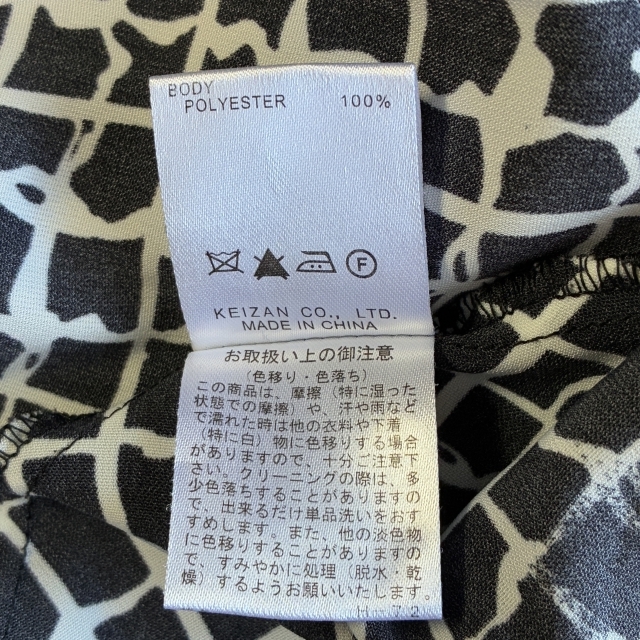 BODY
POLYESTER 100%
F
KEIZAN CO., LTD.
MADE IN CHINA
お取扱い上の御注意
(色移り・色落ち)
この商品は、摩擦(特に湿った
状態での摩擦)や、汗や雨など
で濡れた時は他の衣料や下着
(特に白)物に色移りする場合
がありますので、十分ご注意下
さい。クリーニングの際は、多
少色落ちすることがありますの
で、出来るだけ単品洗いをおす
すめします。また、他の淡色物
に色移りすることがありますの
で、すみやかに処理(脱水・乾
燥)するようお願いいたします。
H-72